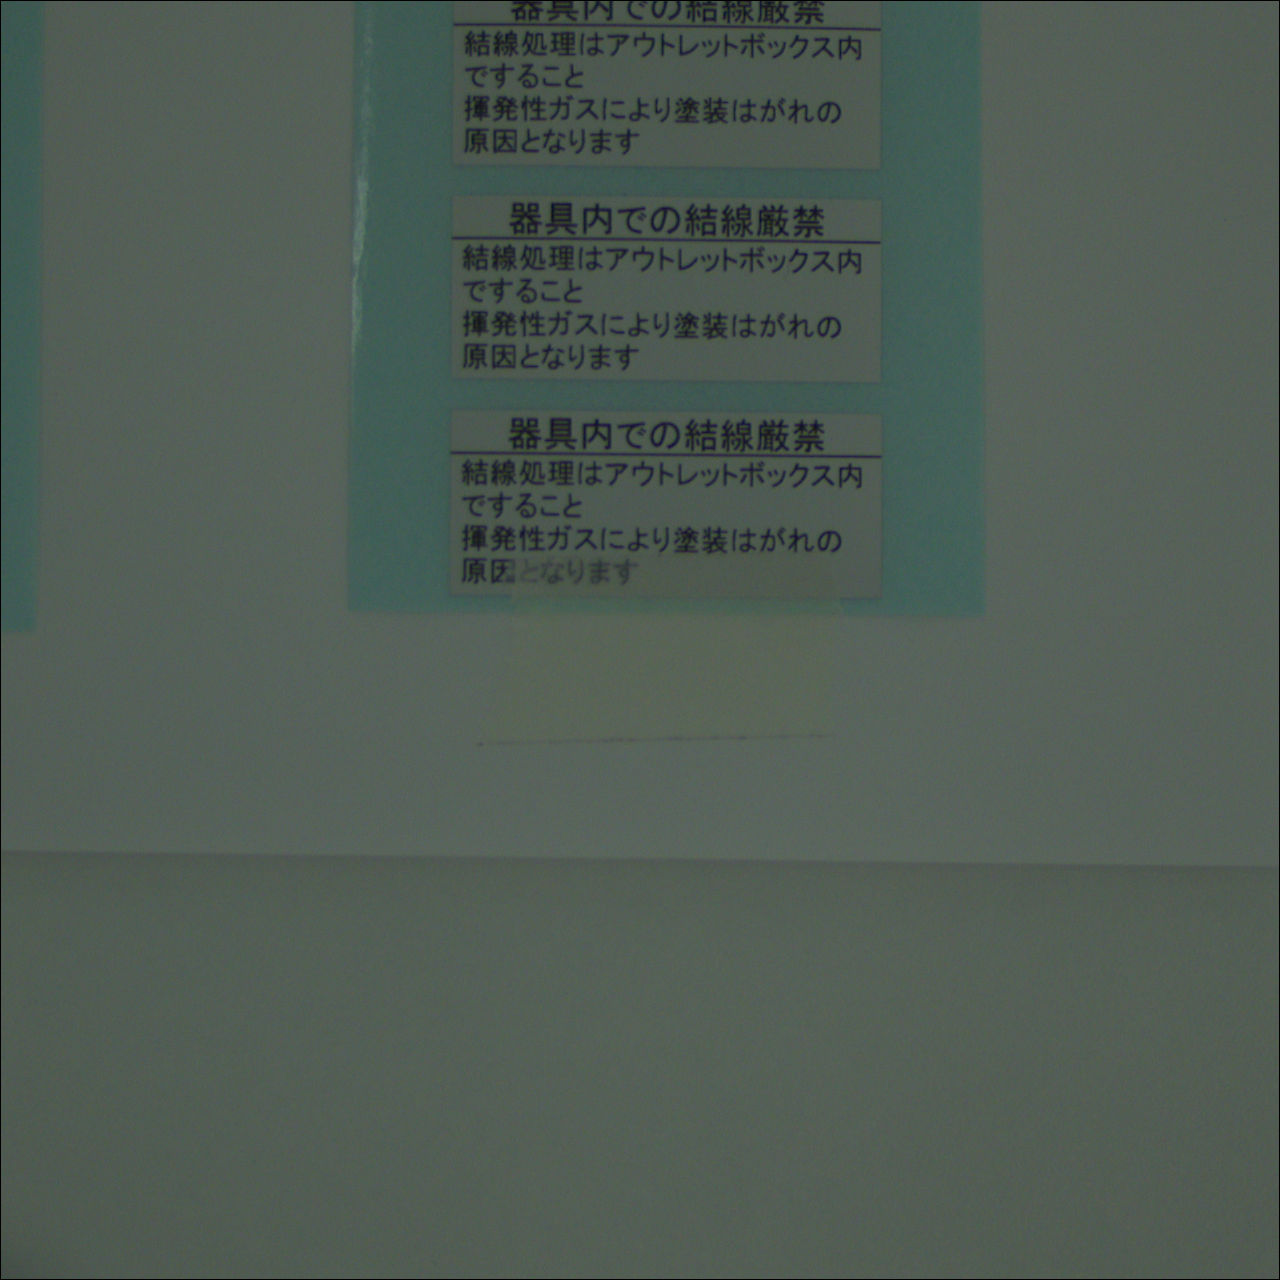 器具内での結線厳禁
結線処理はアウトレットボックス内
ですること
揮発性ガスにより塗装はがれの
原因となります
器具内での結線厳禁
結線処理はアウトレットボックス内
ですること
揮発性ガスにより塗装はがれの
原因となります
器具内での結線厳禁
結線処理はアウトレットボックス内
ですること
揮発性ガスにより塗装はがれの
原因となります